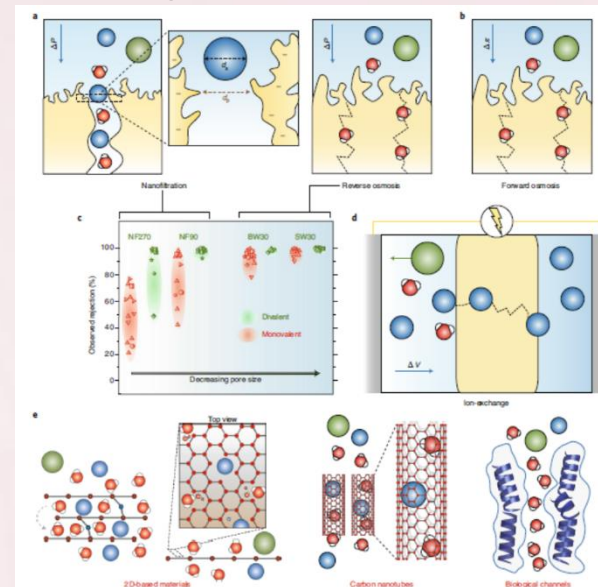 a
ΔP
d
d
ΔP
b
Δπ
Nanofiltration
Reverse osmosis
Forward osmosis
c
NF270
NF90
BW30
SW30
100
80
60
40
20
0
Observed rejection (%)
Divalent
Monovalent
Decreasing pore size
d
ΔV
Ion-exchange
e
Top view
2D-based materials
Carbon nanotubes
Biological channels